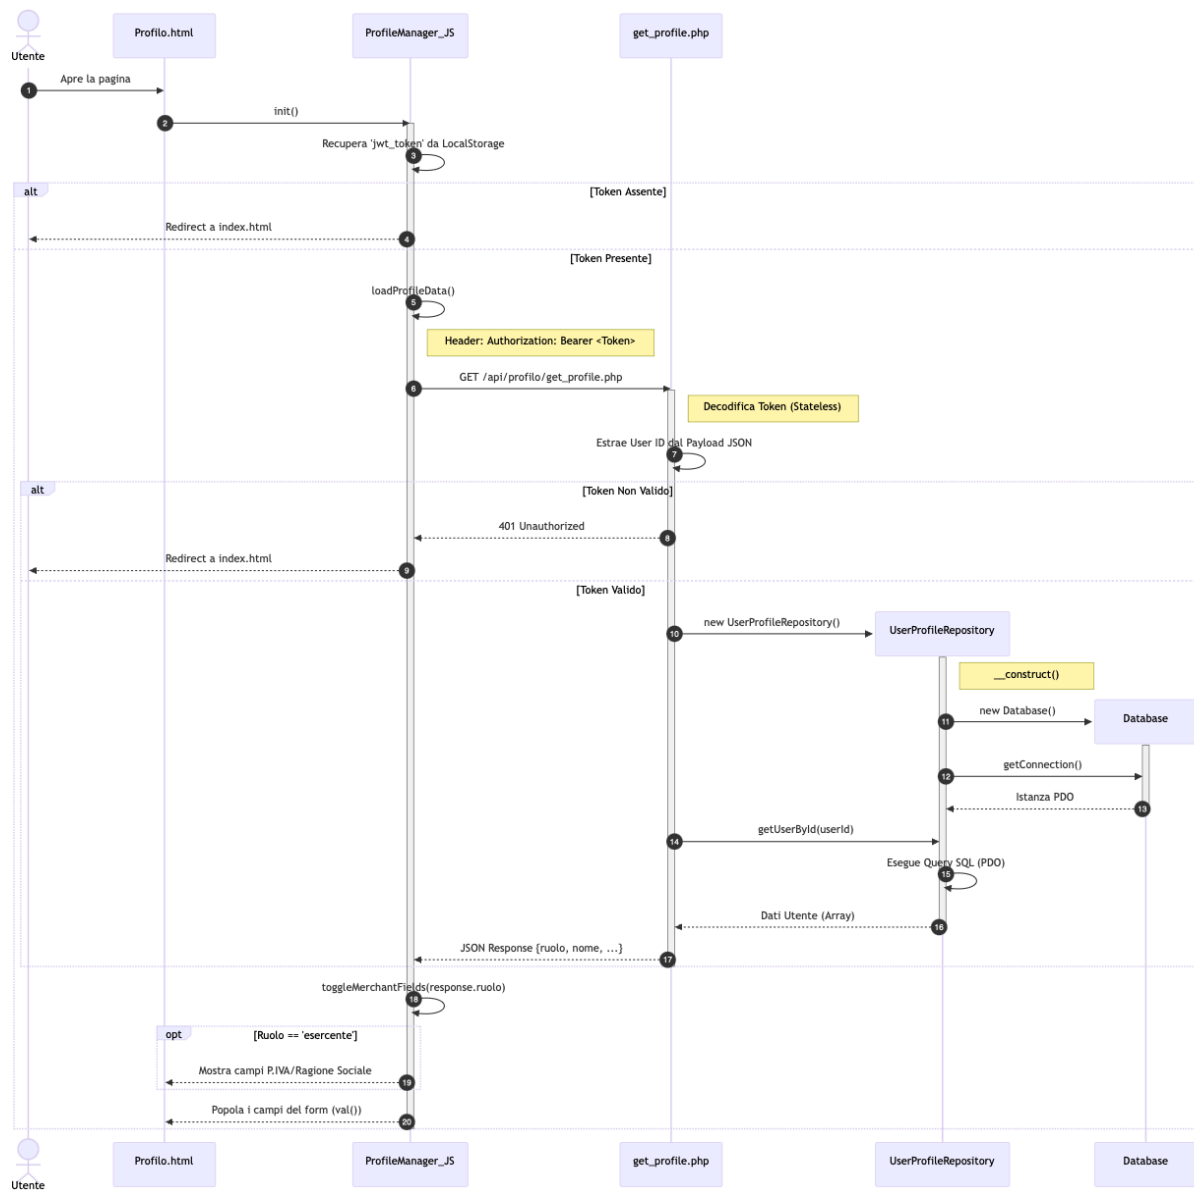 Utente
Profilo.html
ProfileManager_JS
get_profile.php
1
Apre la pagina
2
init()
Recupera 'jwt_token' da LocalStorage
3
alt
[Token Assente]
Redirect a index.html
4
[Token Presente]
loadProfileData()
5
Header: Authorization: Bearer <Token>
6
GET /api/profilo/get_profile.php
Decodifica Token (Stateless)
Estrae User ID dal Payload JSON
7
alt
[Token Non Valido]
401 Unauthorized
8
Redirect a index.html
9
[Token Valido]
10
new UserProfileRepository()
UserProfileRepository
__construct()
11
new Database()
Database
12
getConnection()
Istanza PDO
13
14
getUserById(userId)
Esegue Query SQL (PDO)
15
Dati Utente (Array)
16
JSON Response {ruolo, nome, ...}
17
toggleMerchantFields(response.ruolo)
18
opt
[Ruolo == 'esercente']
Mostra campi P.IVA/Ragione Sociale
19
Popola i campi del form (val())
20
Utente
Profilo.html
ProfileManager_JS
get_profile.php
UserProfileRepository
Database